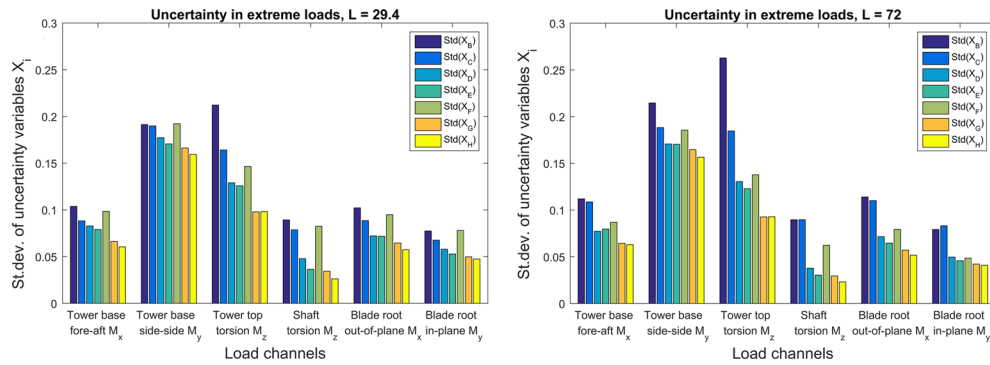 Uncertainty in extreme loads, L = 29.4
St.dev. of uncertainty variables X_i
0.3
0.25
0.2
0.15
0.1
0.05
0
Std(X_B)
Std(X_C)
Std(X_D)
Std(X_E)
Std(X_F)
Std(X_G)
Std(X_H)
Tower base fore-aft M_x
Tower base side-side M_y
Tower top torsion M_z
Shaft torsion M_z
Blade root out-of-plane M_x
Blade root in-plane M_y
Load channels
Uncertainty in extreme loads, L = 72
St.dev. of uncertainty variables X_i
0.3
0.25
0.2
0.15
0.1
0.05
0
Std(X_B)
Std(X_C)
Std(X_D)
Std(X_E)
Std(X_F)
Std(X_G)
Std(X_H)
Tower base fore-aft M_x
Tower base side-side M_y
Tower top torsion M_z
Shaft torsion M_z
Blade root out-of-plane M_x
Blade root in-plane M_y
Load channels